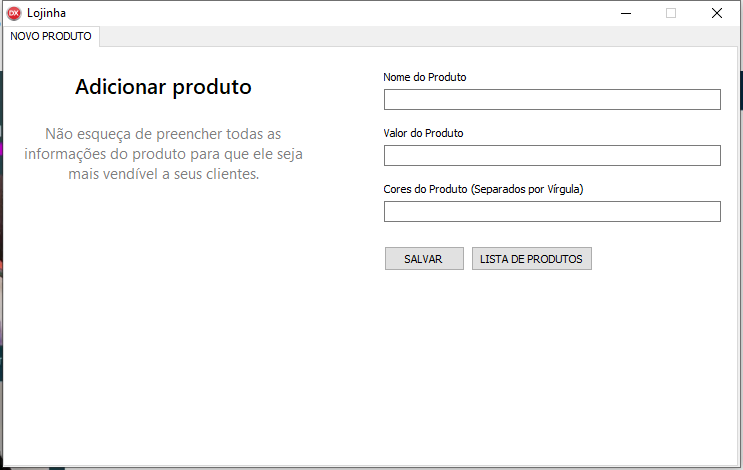 DX Lojinha
NOVO PRODUTO
Adicionar produto
Não esqueça de preencher todas as
informações do produto para que ele seja
mais vendível a seus clientes.
Nome do Produto
Valor do Produto
Cores do Produto (Separados por Vírgula)
SALVAR LISTA DE PRODUTOS